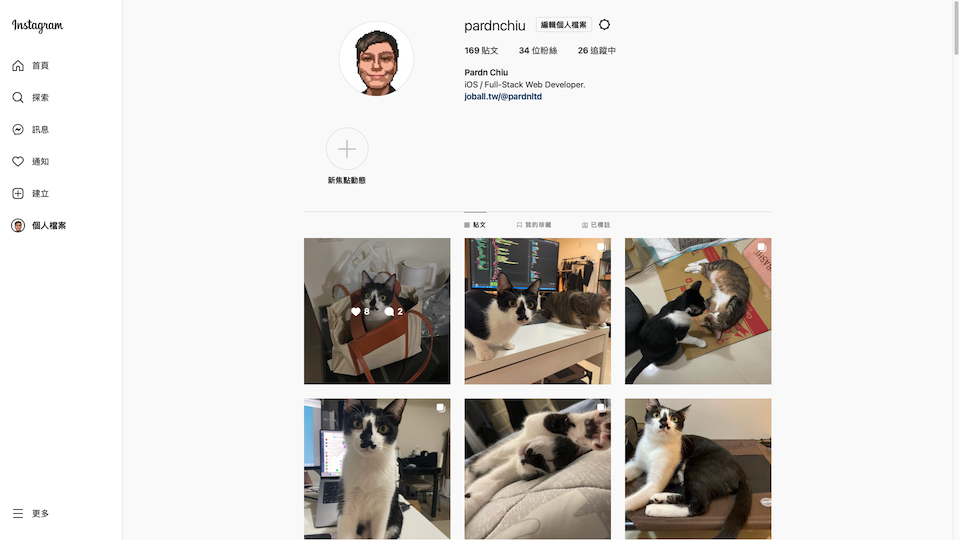 Instagram
首頁
探索
訊息
通知
建立
個人檔案
更多
pardnchiu 編輯個人檔案
169 貼文 34 位粉絲 26 追蹤中
Pardn Chiu
iOS / Full-Stack Web Developer.
joball.tw/@pardnltd
新焦點動態
貼文 我的珍藏 已標註
8 2